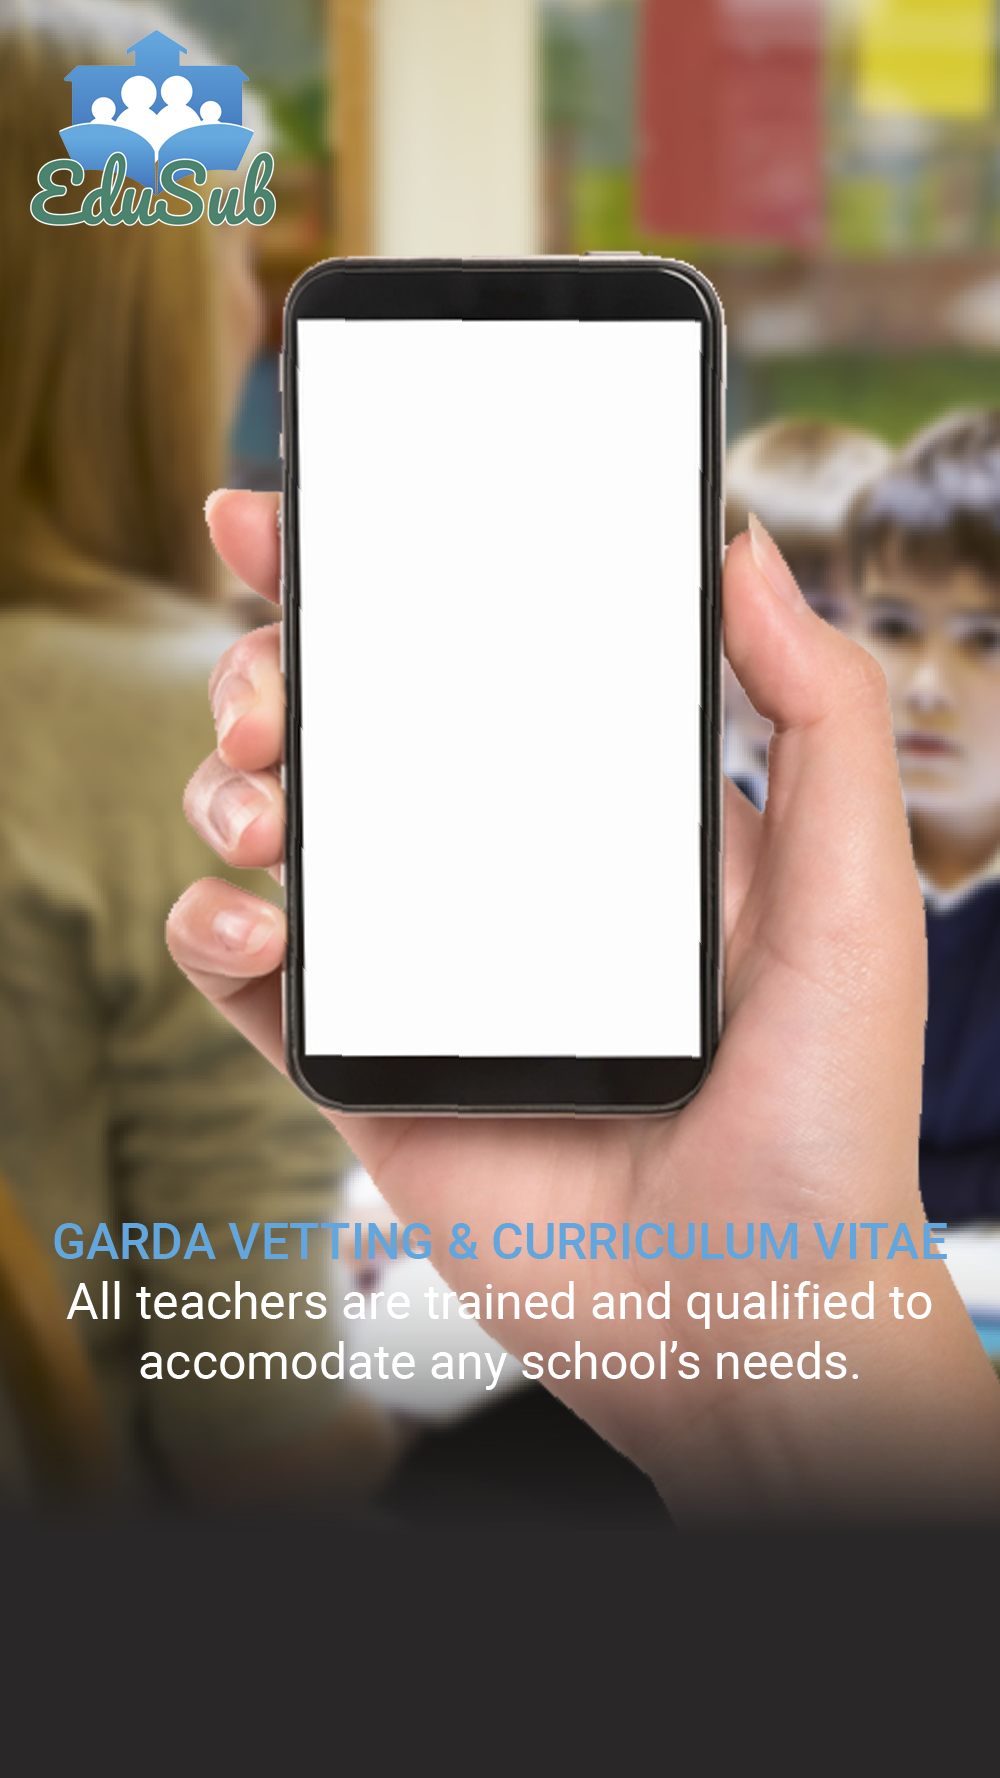 EduSub
GARDA VETTING & CURRICULUM VITAE
All teachers are trained and qualified to
accomodate any school’s needs.